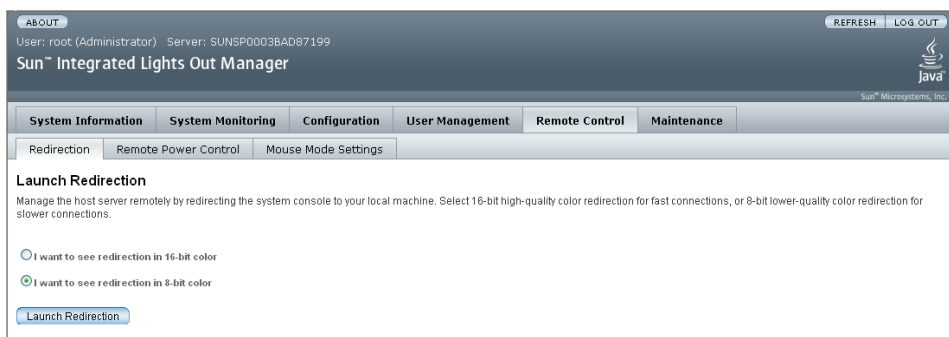 ABOUT
REFRESH LOG OUT
User: root (Administrator) Server: SUNSP0003BAD87199
Sun™ Integrated Lights Out Manager
Java™
Sun™ Microsystems, Inc.
System Information System Monitoring Configuration User Management Remote Control Maintenance
Redirection Remote Power Control Mouse Mode Settings
Launch Redirection
Manage the host server remotely by redirecting the system console to your local machine. Select 16-bit high-quality color redirection for fast connections, or 8-bit lower-quality color redirection for
slower connections.
I want to see redirection in 16-bit color
I want to see redirection in 8-bit color
Launch Redirection